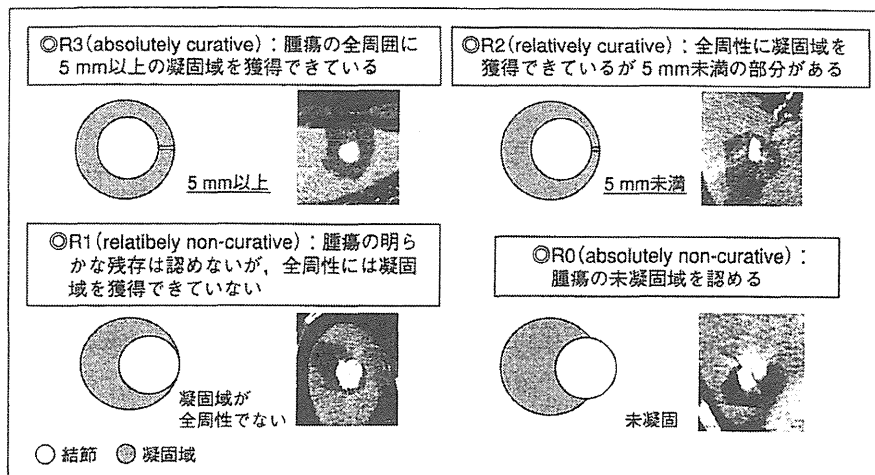 ◎R3(absolutely curative)：腫瘍の全周囲に
5 mm以上の凝固域を獲得できている
5 mm以上
◎R2(relatively curative)：全周性に凝固域を
獲得できているが 5 mm未満の部分がある
5 mm未満
◎R1(relatibely non-curative)：腫瘍の明ら
かな残存は認めないが，全周性には凝固
域を獲得できていない
凝固域が
全周性でない
◎R0(absolutely non-curative)：
腫瘍の未凝固域を認める
未凝固
結節 凝固域